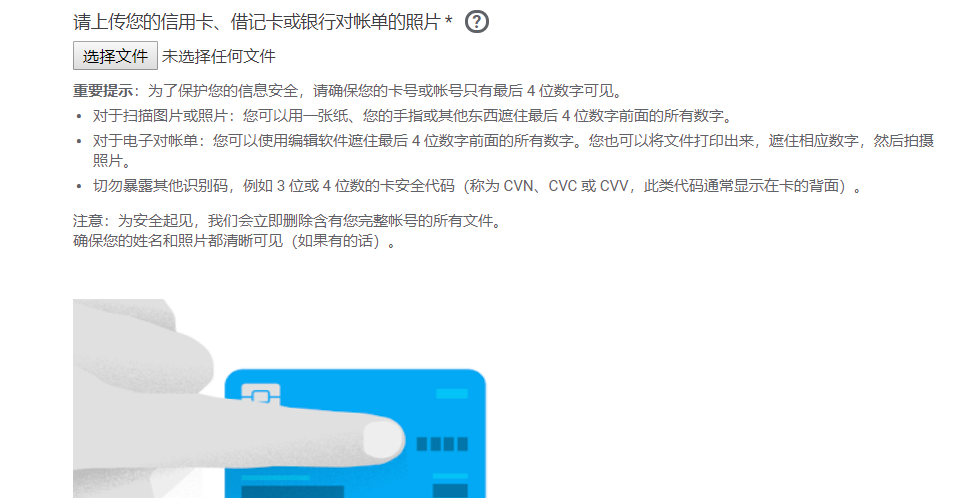 请上传您的信用卡、借记卡或银行对帐单的照片 * ?
选择文件 未选择任何文件
重要提示：为了保护您的信息安全，请确保您的卡号或帐号只有最后 4 位数字可见。
• 对于扫描图片或照片：您可以用一张纸、您的手指或其他东西遮住最后 4 位数字前面的所有数字。
• 对于电子对帐单：您可以使用编辑软件遮住最后 4 位数字前面的所有数字。您也可以将文件打印出来，遮住相应数字，然后拍摄
照片。
• 切勿暴露其他识别码，例如 3 位或 4 位数的卡安全代码（称为 CVN、CVC 或 CVV，此类代码通常显示在卡的背面）。
注意：为安全起见，我们会立即删除含有您完整帐号的所有文件。
确保您的姓名和照片都清晰可见（如果有的话）。